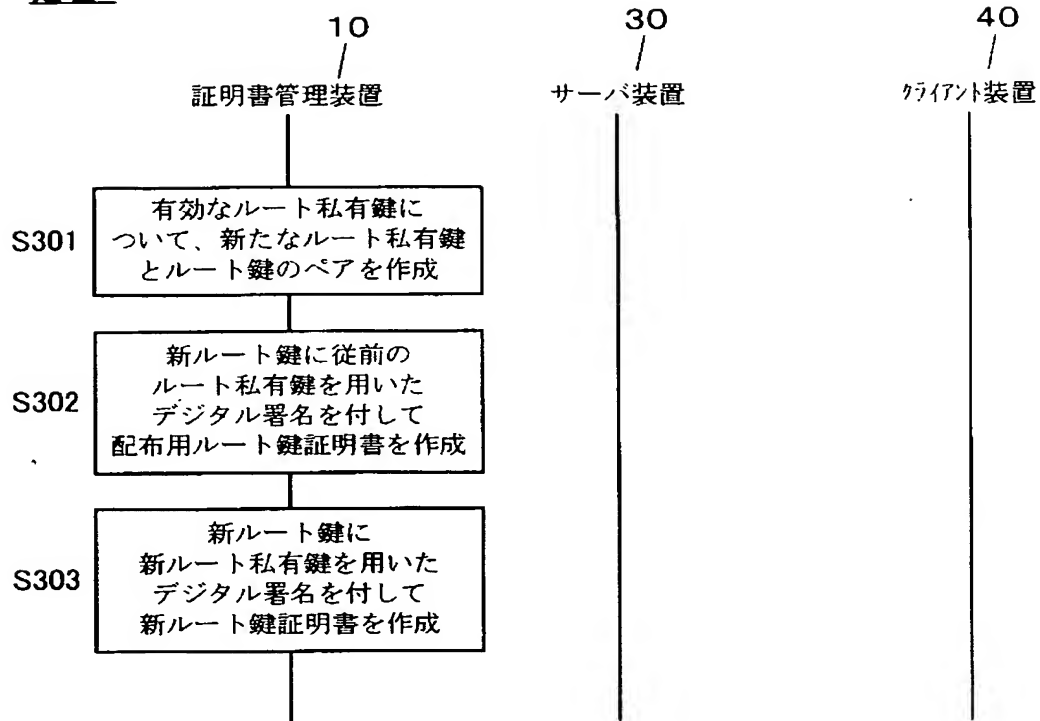 10
30
40
証明書管理装置
サーバ装置
クライアント装置
S301
有効なルート私有鍵に
ついて、新たなルート私有鍵
とルート鍵のペアを作成
S302
新ルート鍵に従前の
ルート私有鍵を用いた
デジタル署名を付して
配布用ルート鍵証明書を作成
S303
新ルート鍵に
新ルート私有鍵を用いた
デジタル署名を付して
新ルート鍵証明書を作成